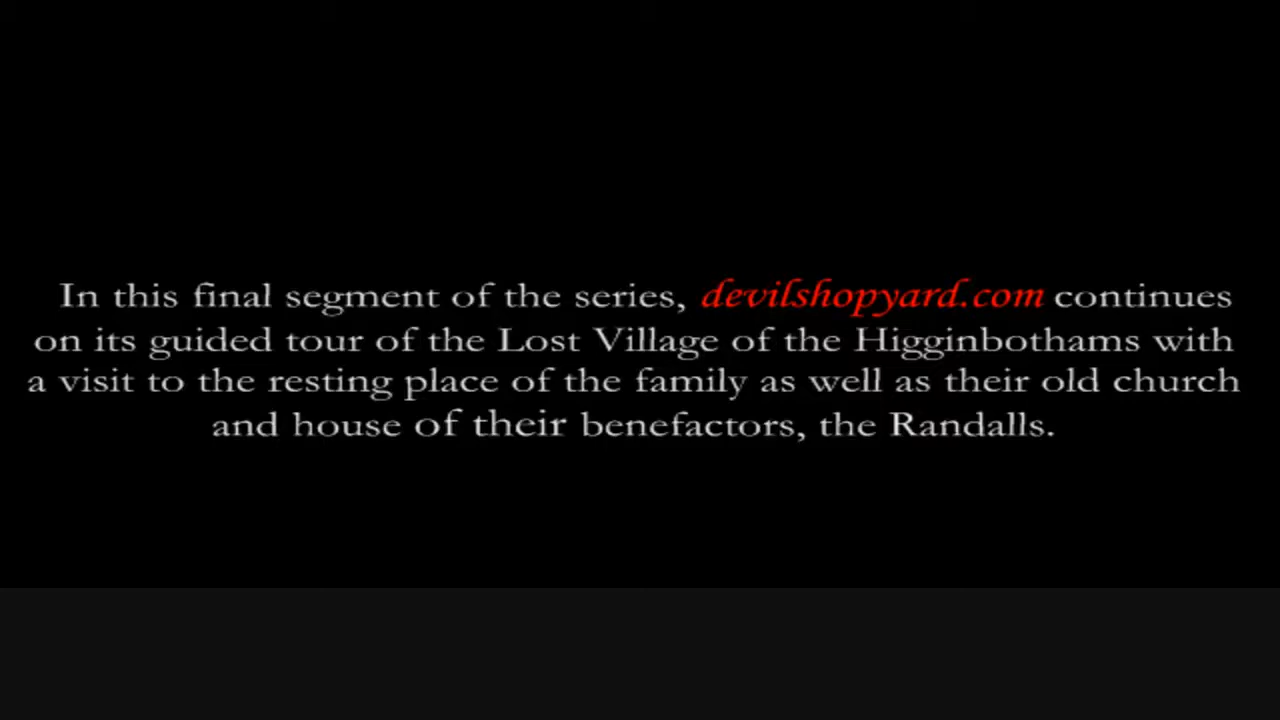 In this final segment of the series, devilshopyard.com continues
on its guided tour of the Lost Village of the Higginbothams with
a visit to the resting place of the family as well as their old church
and house of their benefactors, the Randalls.